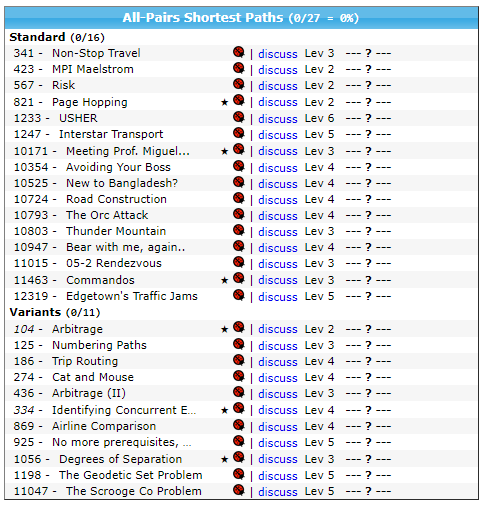 All-Pairs Shortest Paths (0/27 = 0%)
Standard (0/16)
341 - Non-Stop Travel | discuss Lev 3 --- ? ---
423 - MPI Maelstrom | discuss Lev 2 --- ? ---
567 - Risk | discuss Lev 2 --- ? ---
821 - Page Hopping ★ | discuss Lev 2 --- ? ---
1233 - USHER | discuss Lev 6 --- ? ---
1247 - Interstar Transport | discuss Lev 5 --- ? ---
10171 - Meeting Prof. Miguel... ★ | discuss Lev 3 --- ? ---
10354 - Avoiding Your Boss | discuss Lev 4 --- ? ---
10525 - New to Bangladesh? | discuss Lev 4 --- ? ---
10724 - Road Construction | discuss Lev 4 --- ? ---
10793 - The Orc Attack | discuss Lev 4 --- ? ---
10803 - Thunder Mountain | discuss Lev 3 --- ? ---
10947 - Bear with me, again.. | discuss Lev 4 --- ? ---
11015 - 05-2 Rendezvous | discuss Lev 3 --- ? ---
11463 - Commandos ★ | discuss Lev 3 --- ? ---
12319 - Edgetown's Traffic Jams | discuss Lev 5 --- ? ---
Variants (0/11)
104 - Arbitrage ★ | discuss Lev 2 --- ? ---
125 - Numbering Paths | discuss Lev 3 --- ? ---
186 - Trip Routing | discuss Lev 4 --- ? ---
274 - Cat and Mouse | discuss Lev 4 --- ? ---
436 - Arbitrage (II) | discuss Lev 3 --- ? ---
334 - Identifying Concurrent E... ★ | discuss Lev 4 --- ? ---
869 - Airline Comparison | discuss Lev 4 --- ? ---
925 - No more prerequisites, ... | discuss Lev 5 --- ? ---
1056 - Degrees of Separation ★ | discuss Lev 3 --- ? ---
1198 - The Geodetic Set Problem | discuss Lev 5 --- ? ---
11047 - The Scrooge Co Problem | discuss Lev 5 --- ? ---